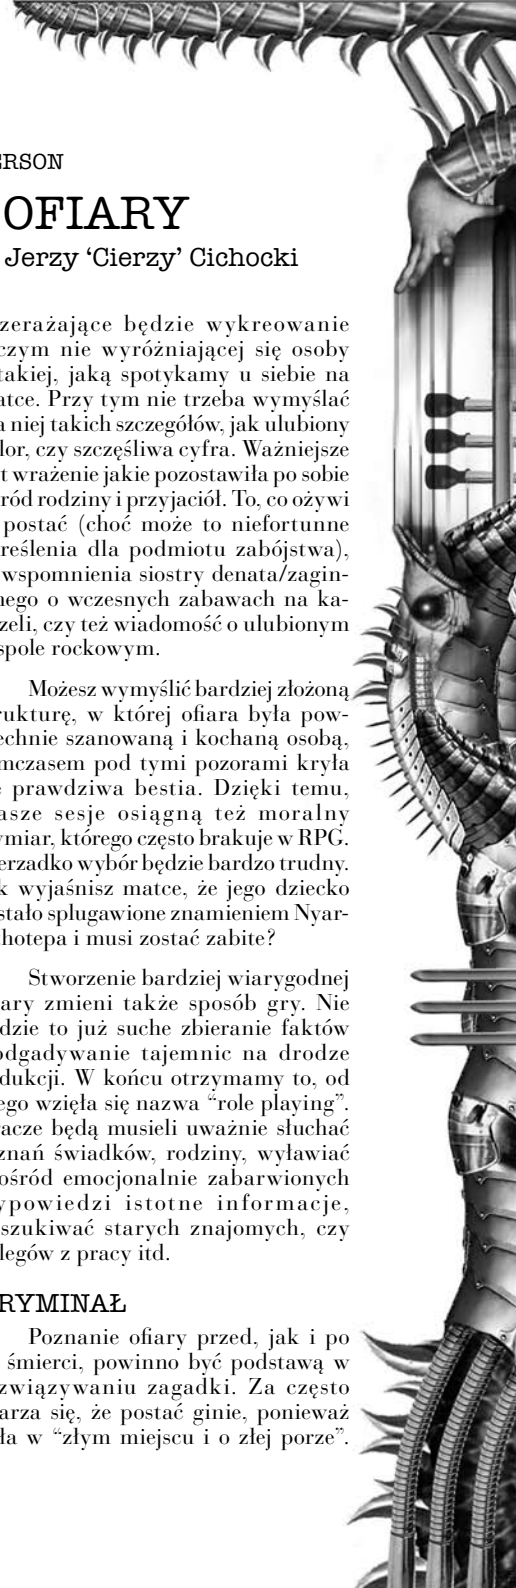 ERSON
OFIARY
Jerzy ‘Cierzy’ Cichocki
zerażające będzie wykreowanie
czym nie wyróżniającej się osoby
takiej, jaką spotykamy u siebie na
atce. Przy tym nie trzeba wymyślać
a niej takich szczegółów, jak ulubiony
lor, czy szczęśliwa cyfra. Ważniejsze
t wrażenie jakie pozostawiła po sobie
ród rodziny i przyjaciół. To, co ożywi
postać (choć może to niefortunne
reślenia dla podmiotu zabójstwa),
wspomnienia siostry denata/zagin-
nego o wczesnych zabawach na ka-
zeli, czy też wiadomość o ulubionym
spole rockowym.
Możesz wymyślić bardziej złożoną
rukturę, w której ofiara była pow-
echnie szanowaną i kochaną osobą,
mczasem pod tymi pozorami kryła
ę prawdziwa bestia. Dzięki temu,
asze sesje osiągną też moralny
ymiar, którego często brakuje w RPG.
erzadko wybór będzie bardzo trudny.
k wyjaśnisz matce, że jego dziecko
stało splugawione znamieniem Nyar-
thotepa i musi zostać zabite?
Stworzenie bardziej wiarygodnej
iary zmieni także sposób gry. Nie
dzie to już suche zbieranie faktów
odgadywanie tajemnic na drodze
dukcji. W końcu otrzymamy to, od
ego wzięła się nazwa “role playing”.
acze będą musieli uważnie słuchać
znań świadków, rodziny, wyławiać
ośród emocjonalnie zabarwionych
ypowiedzi istotne informacje,
szukiwać starych znajomych, czy
legów z pracy itd.
RYMINAŁ
Poznanie ofiary przed, jak i po
śmierci, powinno być podstawą w
związywaniu zagadki. Za często
arza się, że postać ginie, ponieważ
ła w “złym miejscu i o złej porze”.